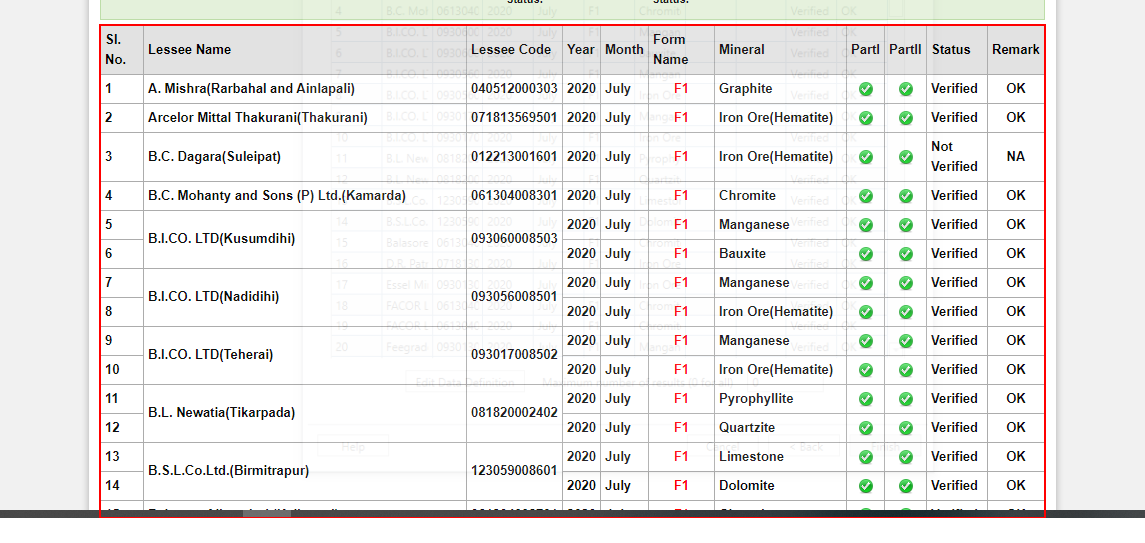 Sl. No. Lessee Name Lessee Code Year Month Form Name Mineral PartI PartII Status Remark
1 A. Mishra(Rarbahal and Ainlapali) 040512000303 2020 July F1 Graphite Verified OK
2 Arcelor Mittal Thakurani(Thakurani) 071813569501 2020 July F1 Iron Ore(Hematite) Verified OK
3 B.C. Dagara(Suleipat) 012213001601 2020 July F1 Iron Ore(Hematite) Not Verified NA
4 B.C. Mohanty and Sons (P) Ltd.(Kamarda) 061304008301 2020 July F1 Chromite Verified OK
5 B.I.CO. LTD(Kusumdihi) 093060008503 2020 July F1 Manganese Verified OK
6 2020 July F1 Bauxite Verified OK
7 B.I.CO. LTD(Nadidihi) 093056008501 2020 July F1 Manganese Verified OK
8 2020 July F1 Iron Ore(Hematite) Verified OK
9 B.I.CO. LTD(Teherai) 093017008502 2020 July F1 Manganese Verified OK
10 2020 July F1 Iron Ore(Hematite) Verified OK
11 B.L. Newatia(Tikarpada) 081820002402 2020 July F1 Pyrophyllite Verified OK
12 2020 July F1 Quartzite Verified OK
13 B.S.L.Co.Ltd.(Birmitrapur) 123059008601 2020 July F1 Limestone Verified OK
14 2020 July F1 Dolomite Verified OK
Edit Data Definition
Help Cancel < Back Finish